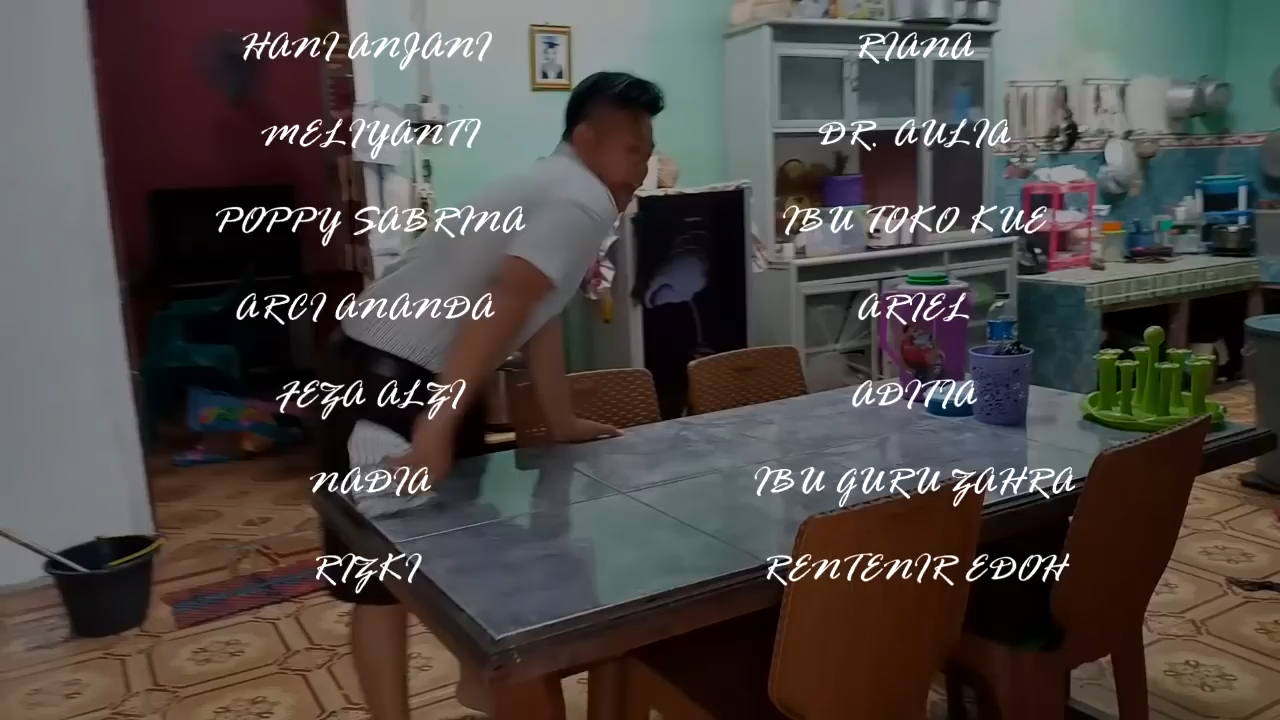 HANI ANJANI RIANA
MELIYANTI DR. AULIA
POPPY SABRINA IBU TOKO KUE
ARCI ANANDA ARIEL
FEZA ALZI ADITIA
NADIA IBU GURU ZAHRA
RIZKI RENTENIR EDOH